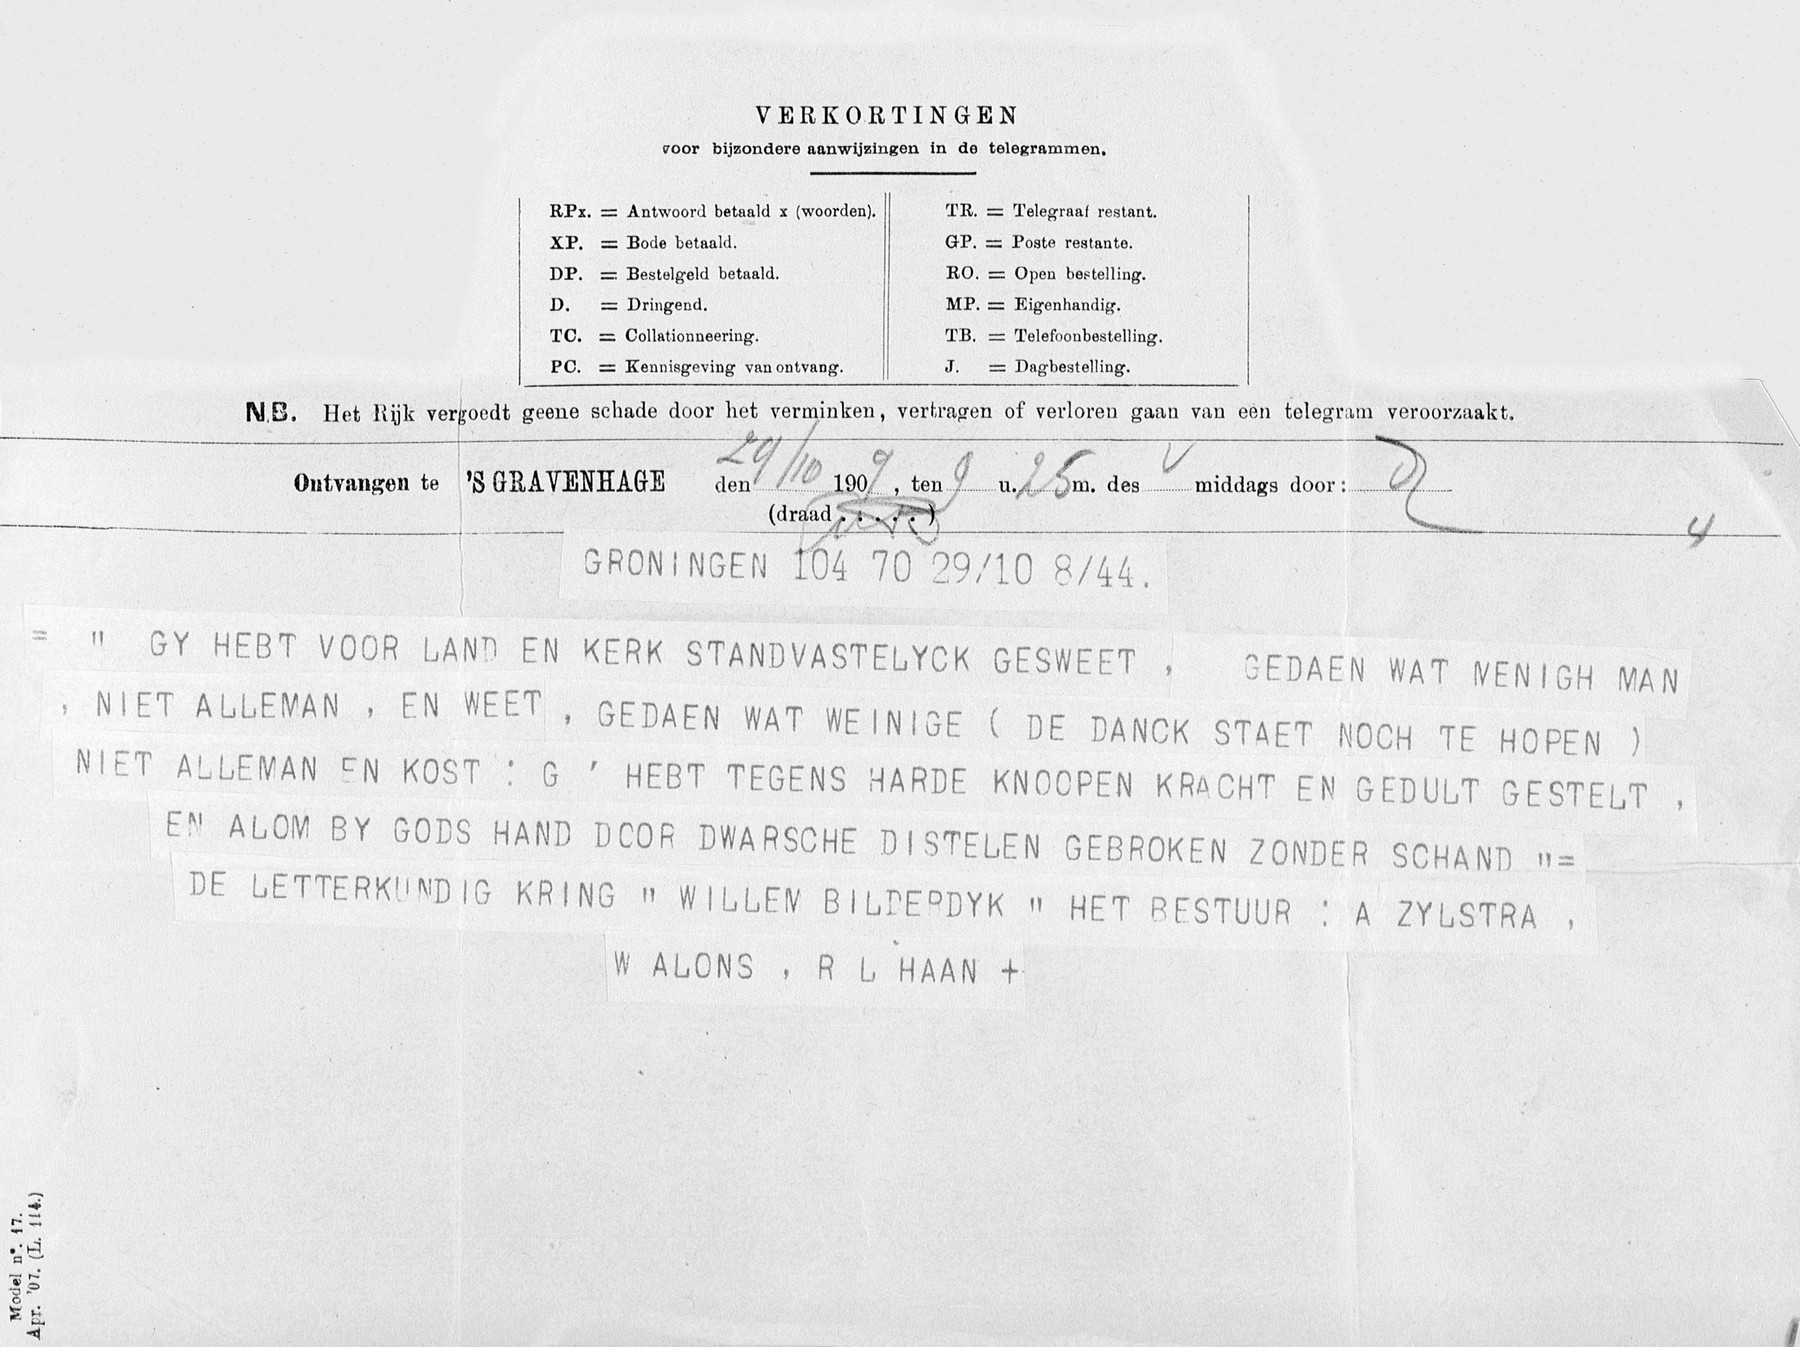 VERKORTINGEN
voor bijzondere aanwijzingen in de telegrammen.
RPx. = Antwoord betaald x (woorden).
XP. = Bode betaald.
DP. = Bestelgeld betaald.
D. = Dringend.
TC. = Collationneering.
PC. = Kennisgeving van ontvang.
TR. = Telegraaf restant.
GP. = Poste restante.
RO. = Open bestelling.
MP. = Eigenhandig.
TB. = Telefoonbestelling.
J. = Dagbestelling.
N.B. Het Rijk vergoedt geene schade door het verminken, vertragen of verloren gaan van een telegram veroorzaakt.
Ontvangen te 'S GRAVENHAGE den 29/10 1909, ten 9 u. 25 m. des v middags door:
(draad . . . . . )
4
GRONINGEN 104 70 29/10 8/44.
= " GY HEBT VOOR LAND EN KERK STANDVASTELYCK GESWEET , GEDAEN WAT MENIGH MAN
, NIET ALLEMAN , EN WEET , GEDAEN WAT WEINIGE ( DE DANCK STAET NOCH TE HOPEN )
NIET ALLEMAN EN KOST : G ' HEBT TEGENS HARDE KNOOPEN KRACHT EN GEDULT GESTELT ,
EN ALOM BY GODS HAND DOOR DWARSCHE DISTELEN GEBROKEN ZONDER SCHAND "=
DE LETTERKUNDIG KRING " WILLEM BILDERDYK " HET BESTUUR : A ZYLSTRA ,
W ALONS , R L HAAN +
Model n°. 17.
Apr. '07. (L. 114.)